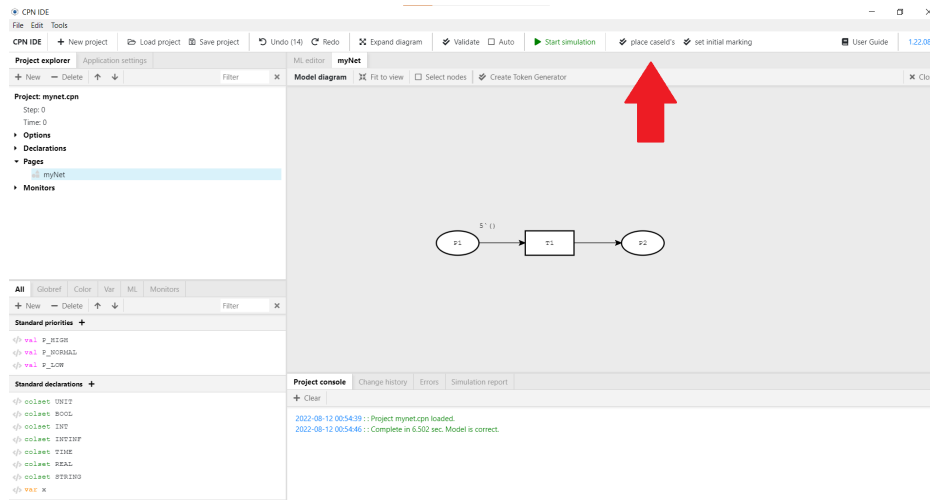 CPN IDE
File Edit Tools
CPN IDE + New project Load project Save project Undo (14) Redo Expand diagram Validate Auto Start simulation place caseId's set initial marking User Guide 1.22.08
Project explorer Application settings ML editor myNet
+ New − Delete Filter Model diagram Fit to view Select nodes Create Token Generator Clo
Project: mynet.cpn
Step: 0
Time: 0
Options
Declarations
Pages
myNet
Monitors
5`()
P1 T1 P2
All Globref Color Var ML Monitors
+ New − Delete Filter
Standard priorities +
</> val P_HIGH
</> val P_NORMAL
</> val P_LOW
Standard declarations +
</> colset UNIT
</> colset BOOL
</> colset INT
</> colset INTINF
</> colset TIME
</> colset REAL
</> colset STRING
</> var x
Project console Change history Errors Simulation report
+ Clear
2022-08-12 00:54:39 : : Project mynet.cpn loaded.
2022-08-12 00:54:46 : : Complete in 6.502 sec. Model is correct.